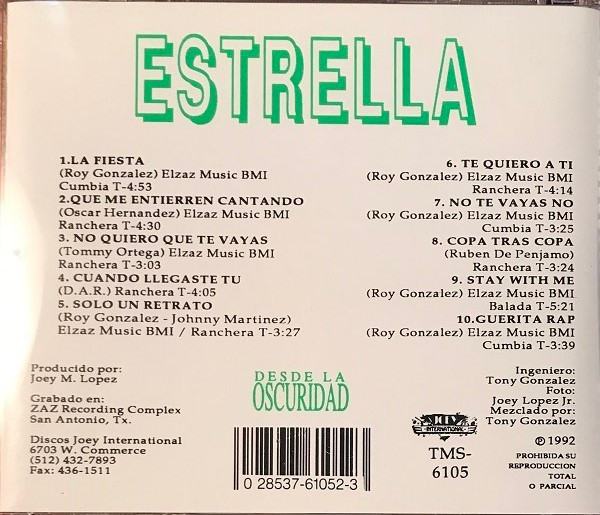 ESTRELLA
1.LA FIESTA
(Roy Gonzalez) Elzaz Music BMI
Cumbia T-4:53
2.QUE ME ENTIERREN CANTANDO
(Oscar Hernandez) Elzaz Music BMI
Ranchera T-4:30
3. NO QUIERO QUE TE VAYAS
(Tommy Ortega) Elzaz Music BMI
Ranchera T-3:03
4. CUANDO LLEGASTE TU
(D.A.R.) Ranchera T-4:05
5. SOLO UN RETRATO
(Roy Gonzalez - Johnny Martinez)
Elzaz Music BMI / Ranchera T-3:27
6. TE QUIERO A TI
(Roy Gonzalez) Elzaz Music BMI
Ranchera T-4:14
7. NO TE VAYAS NO
(Roy Gonzalez) Elzaz Music BMI
Cumbia T-3:25
8. COPA TRAS COPA
(Ruben De Penjamo)
Ranchera T-3:24
9. STAY WITH ME
(Roy Gonzalez) Elzaz Music BMI
Balada T-5:21
10.GUERITA RAP
(Roy Gonzalez) Elzaz Music BMI
Cumbia T-3:39
Producido por:
Joey M. Lopez
Grabado en:
ZAZ Recording Complex
San Antonio, Tx.
Discos Joey International
6703 W. Commerce
(512) 432-7893
Fax: 436-1511
DESDE LA
OSCURIDAD
0 28537-61052-3
INTERNATIONAL
TMS-
6105
Ingeniero:
Tony Gonzalez
Foto:
Joey Lopez Jr.
Mezclado por:
Tony Gonzalez
℗ 1992
PROHIBIDA SU
REPRODUCCION
TOTAL
O PARCIAL